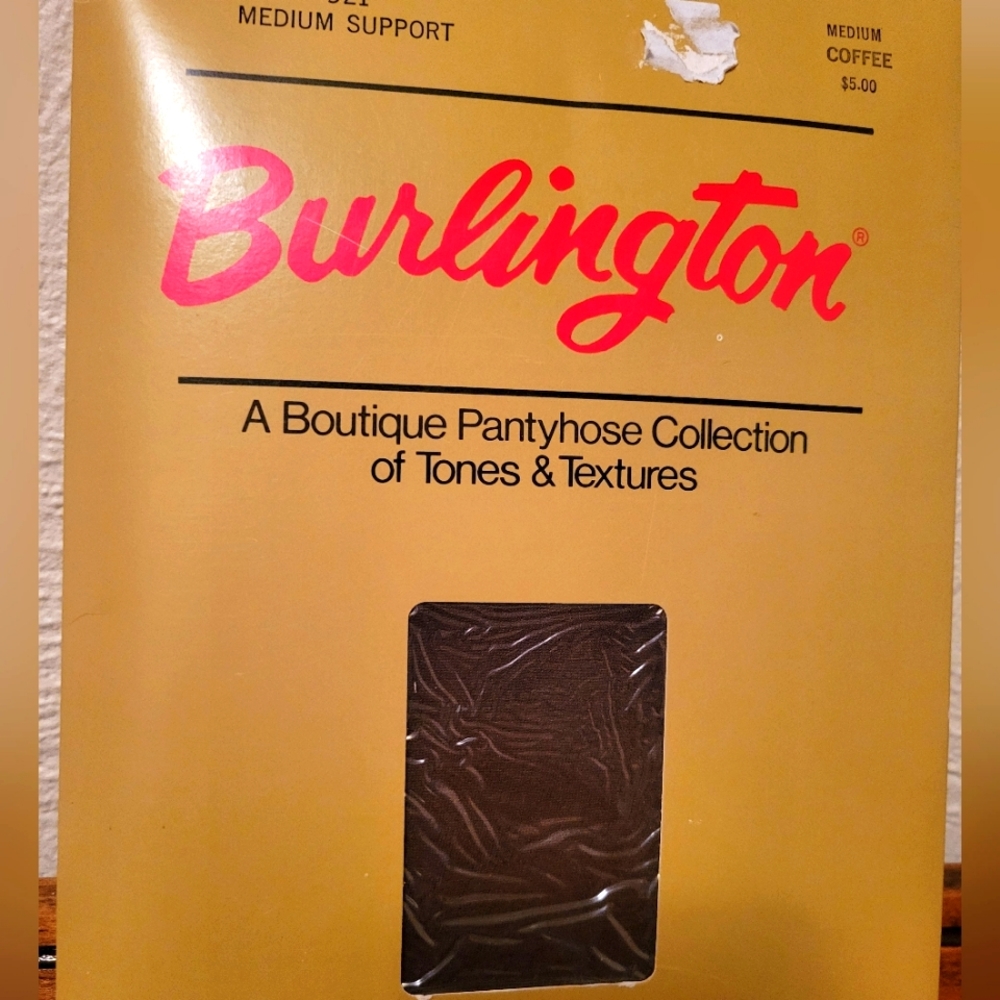 MEDIUM SUPPORT
MEDIUM
COFFEE
$5.00
Burlington®
A Boutique Pantyhose Collection
of Tones & Textures